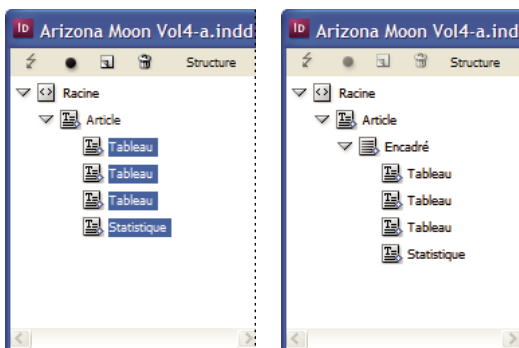 Arizona Moon Vol4-a.indd
Structure
Racine
Article
Tableau
Tableau
Tableau
Statistique
Arizona Moon Vol4-a.ind
Structure
Racine
Article
Encadré
Tableau
Tableau
Tableau
Statistique